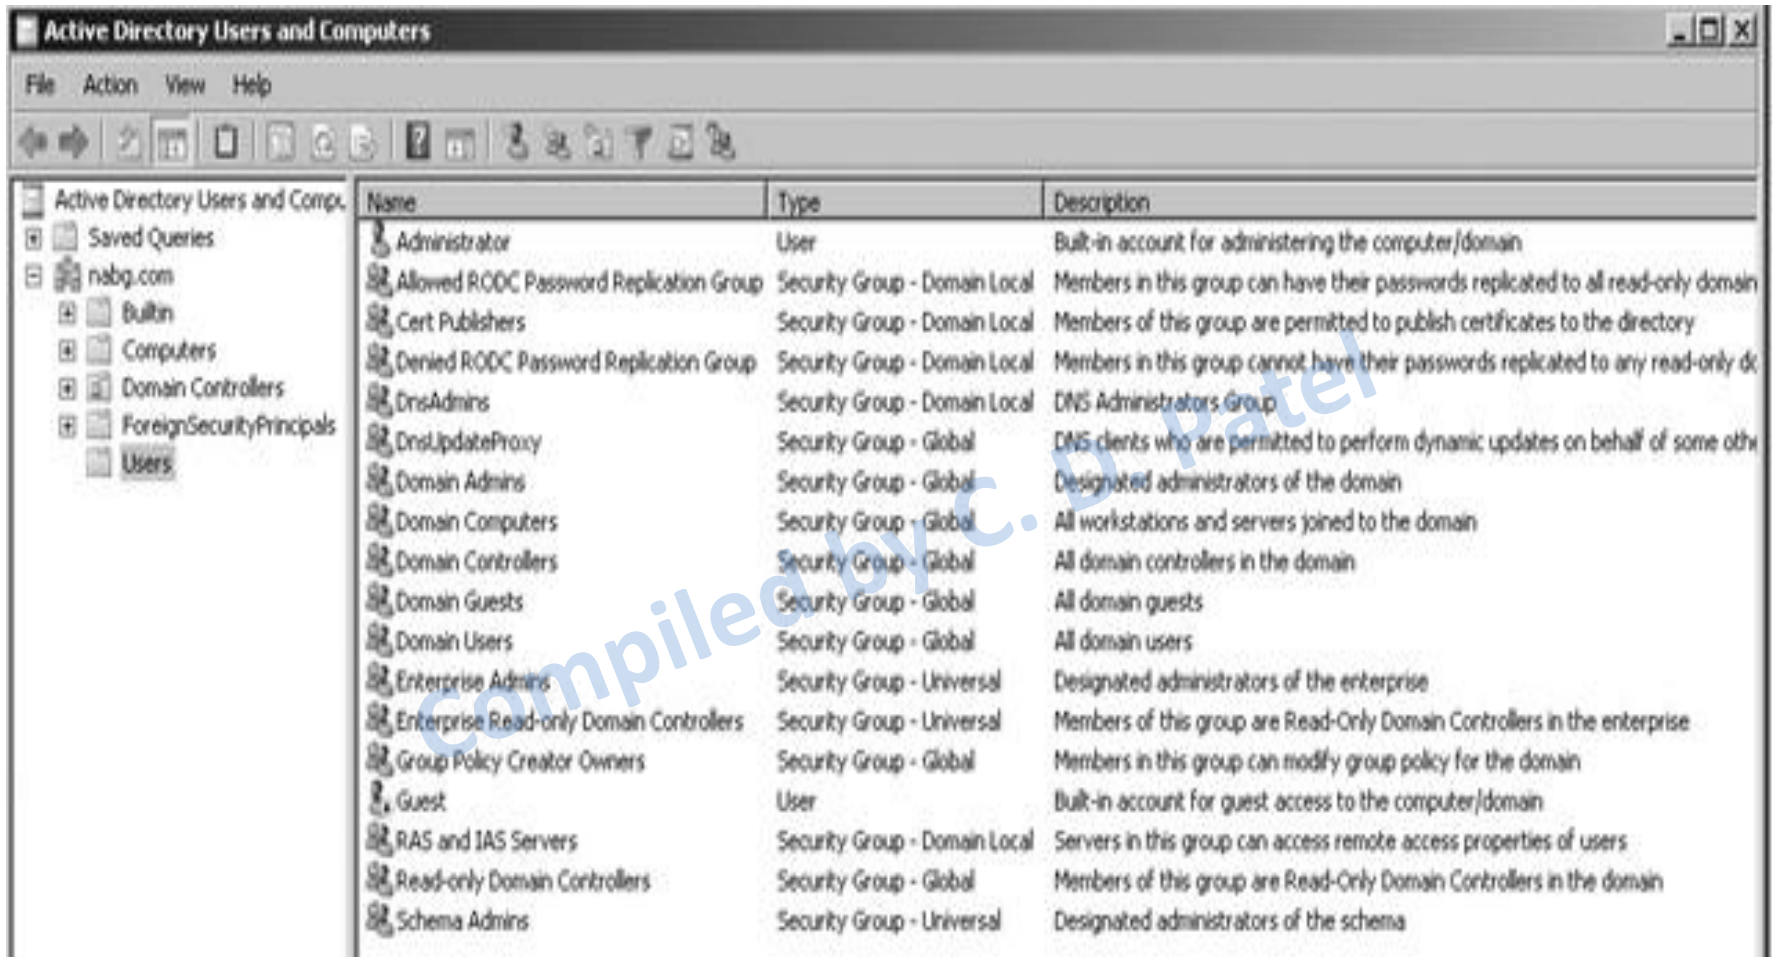 Active Directory Users and Computers
File Action View Help
Active Directory Users and Compu
Saved Queries
nabg.com
Builtin
Computers
Domain Controllers
ForeignSecurityPrincipals
Users
Name Type Description
Administrator User Built-in account for administering the computer/domain
Allowed RODC Password Replication Group Security Group - Domain Local Members in this group can have their passwords replicated to all read-only domain
Cert Publishers Security Group - Domain Local Members of this group are permitted to publish certificates to the directory
Denied RODC Password Replication Group Security Group - Domain Local Members in this group cannot have their passwords replicated to any read-only do
DnsAdmins Security Group - Domain Local DNS Administrators Group
DnsUpdateProxy Security Group - Global DNS clients who are permitted to perform dynamic updates on behalf of some othe
Domain Admins Security Group - Global Designated administrators of the domain
Domain Computers Security Group - Global All workstations and servers joined to the domain
Domain Controllers Security Group - Global All domain controllers in the domain
Domain Guests Security Group - Global All domain guests
Domain Users Security Group - Global All domain users
Enterprise Admins Security Group - Universal Designated administrators of the enterprise
Enterprise Read-only Domain Controllers Security Group - Universal Members of this group are Read-Only Domain Controllers in the enterprise
Group Policy Creator Owners Security Group - Global Members in this group can modify group policy for the domain
Guest User Built-in account for guest access to the computer/domain
RAS and IAS Servers Security Group - Domain Local Servers in this group can access remote access properties of users
Read-only Domain Controllers Security Group - Global Members of this group are Read-Only Domain Controllers in the domain
Schema Admins Security Group - Universal Designated administrators of the schema
Compiled by C. D. Patel